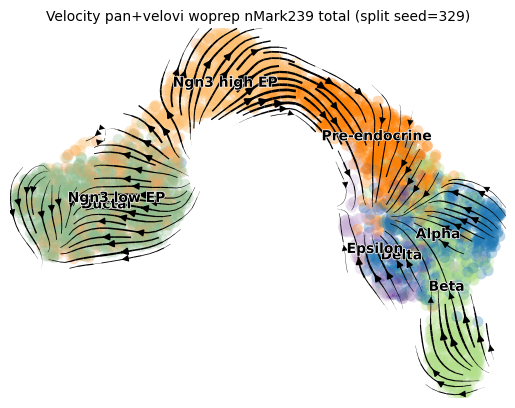 Velocity pan+velovi woprep nMark239 total (split seed=329)
Ngn3 high EP
Pre-endocrine
Ngn3 low EP
Ductal
Alpha
Epsilon
Delta
Beta